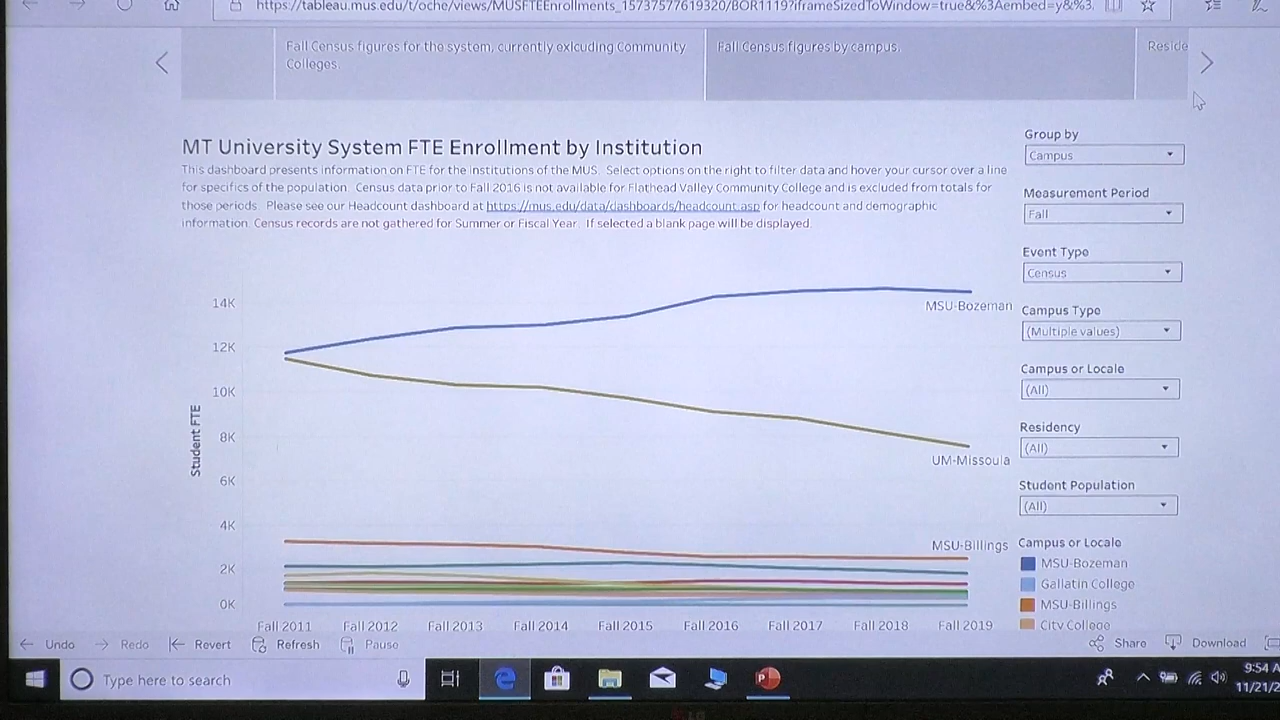 https://tableau.mus.edu/t/oche/views/MUSFTEEnrollments_15737577619320/BOR1119?iframeSizedToWindow=true&%3Aembed=y&%3.
Fall Census figures for the system, currently exlcuding Community
Colleges.
Fall Census figures by campus.
Reside
MT University System FTE Enrollment by Institution
This dashboard presents information on FTE for the institutions of the MUS. Select options on the right to filter data and hover your cursor over a line
for specifics of the population. Census data prior to Fall 2016 is not available for Flathead Valley Community College and is excluded from totals for
those periods. Please see our Headcount dashboard at https://mus.edu/data/dashboards/headcount.asp for headcount and demographic
information. Census records are not gathered for Summer or Fiscal Year. If selected a blank page will be displayed.
Group by
Campus
Measurement Period
Fall
Event Type
Census
Campus Type
(Multiple values)
Campus or Locale
(All)
Residency
(All)
Student Population
(All)
Campus or Locale
MSU-Bozeman
Gallatin College
MSU-Billings
City College
Student FTE
14K
12K
10K
8K
6K
4K
2K
0K
MSU-Bozeman
UM-Missoula
MSU-Billings
Fall 2011 Fall 2012 Fall 2013 Fall 2014 Fall 2015 Fall 2016 Fall 2017 Fall 2018 Fall 2019
Undo Redo Revert Refresh Pause Share Download
Type here to search
9:54 A
11/21/2
LG